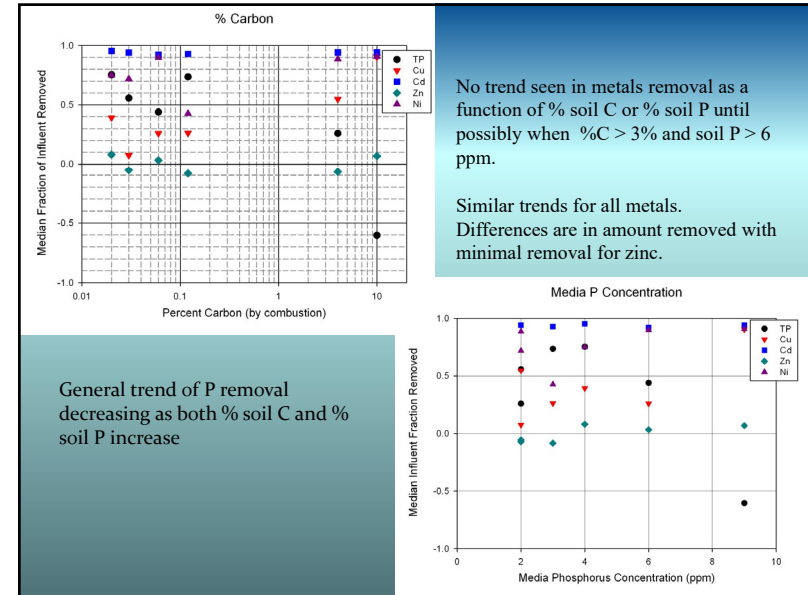 % Carbon
1.0
0.5
0.0
-0.5
-1.0
Median Fraction of Influent Removed
0.01
0.1
1
10
Percent Carbon (by combustion)
TP
Cu
Cd
Zn
Ni
No trend seen in metals removal as a
function of % soil C or % soil P until
possibly when %C > 3% and soil P > 6
ppm.
Similar trends for all metals.
Differences are in amount removed with
minimal removal for zinc.
General trend of P removal
decreasing as both % soil C and %
soil P increase
Media P Concentration
1.0
0.5
0.0
-0.5
-1.0
Median Influent Fraction Removed
0
2
4
6
8
10
Media Phosphorus Concentration (ppm)
TP
Cu
Cd
Zn
Ni